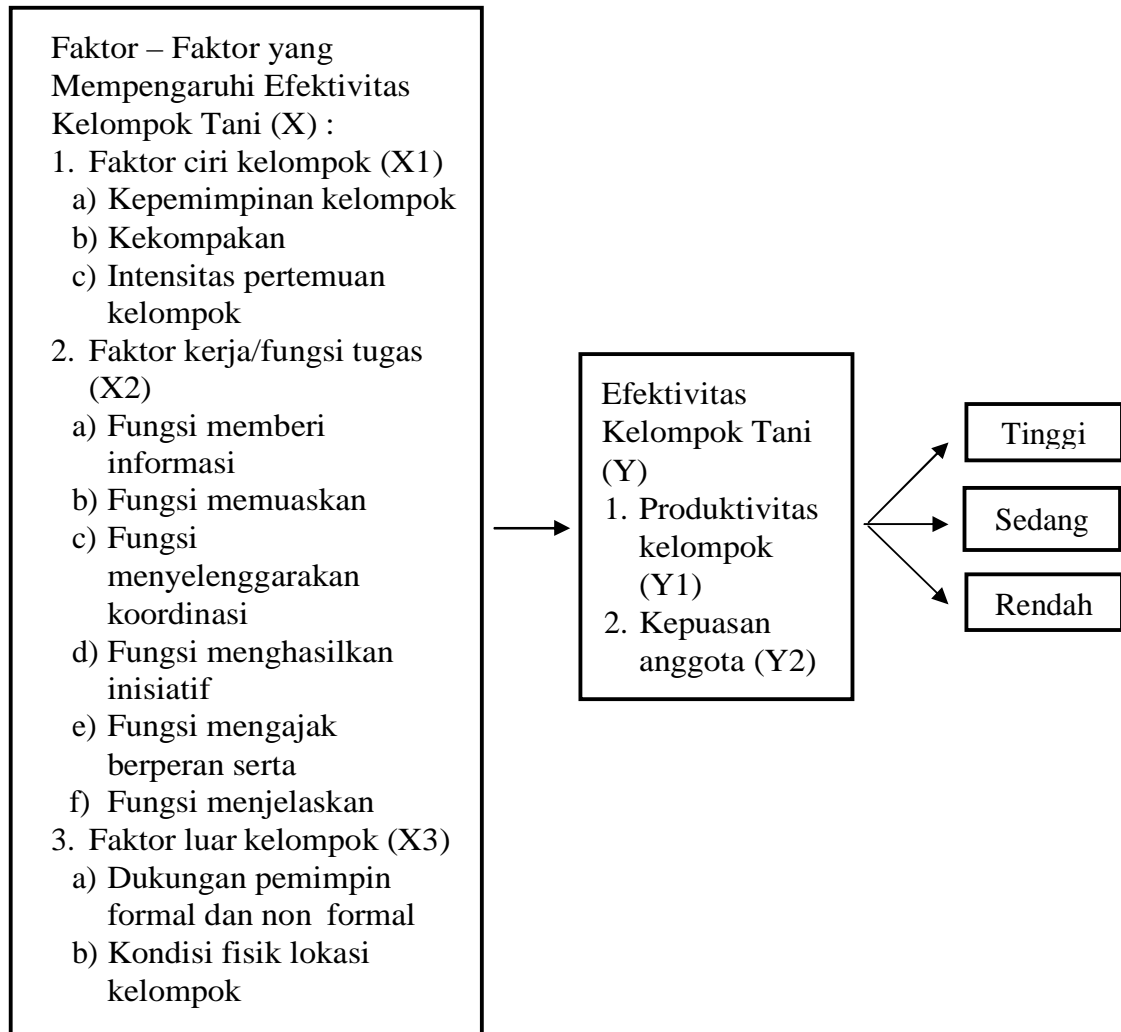 Faktor – Faktor yang
Mempengaruhi Efektivitas
Kelompok Tani (X) :
1. Faktor ciri kelompok (X1)
a) Kepemimpinan kelompok
b) Kekompakan
c) Intensitas pertemuan
kelompok
2. Faktor kerja/fungsi tugas
(X2)
a) Fungsi memberi
informasi
b) Fungsi memuaskan
c) Fungsi
menyelenggarakan
koordinasi
d) Fungsi menghasilkan
inisiatif
e) Fungsi mengajak
berperan serta
f) Fungsi menjelaskan
3. Faktor luar kelompok (X3)
a) Dukungan pemimpin
formal dan non formal
b) Kondisi fisik lokasi
kelompok
Efektivitas
Kelompok Tani
(Y)
1. Produktivitas
kelompok
(Y1)
2. Kepuasan
anggota (Y2)
Tinggi
Sedang
Rendah